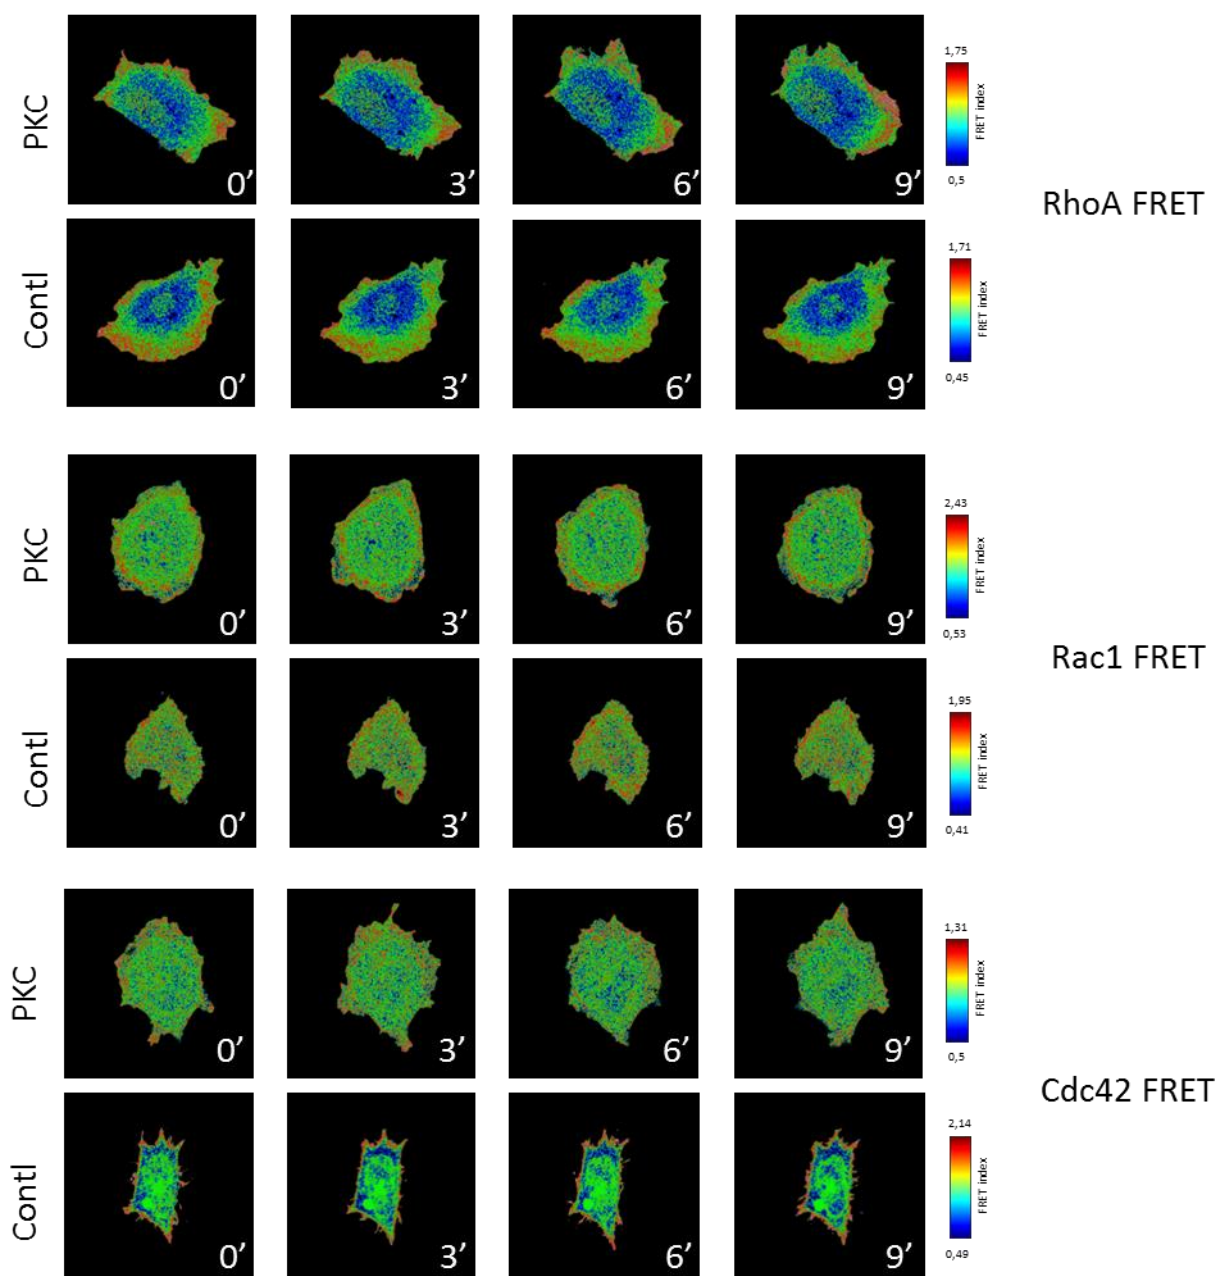 PKC
0’
3’
6’
9’
1,75
FRET index
0,5
RhoA FRET
Contl
0’
3’
6’
9’
1,71
FRET index
0,45
PKC
0’
3’
6’
9’
2,43
FRET index
0,53
Rac1 FRET
Contl
0’
3’
6’
9’
1,95
FRET index
0,41
PKC
0’
3’
6’
9’
1,31
FRET index
0,5
Cdc42 FRET
Contl
0’
3’
6’
9’
2,14
FRET index
0,49